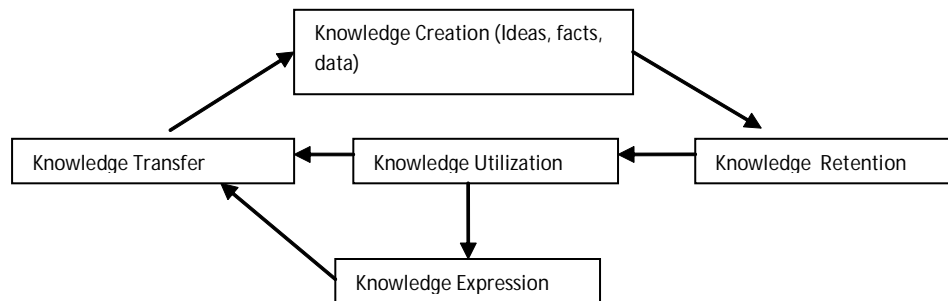 Knowledge Creation (Ideas, facts,
data)
Knowledge Transfer
Knowledge Utilization
Knowledge Retention
Knowledge Expression